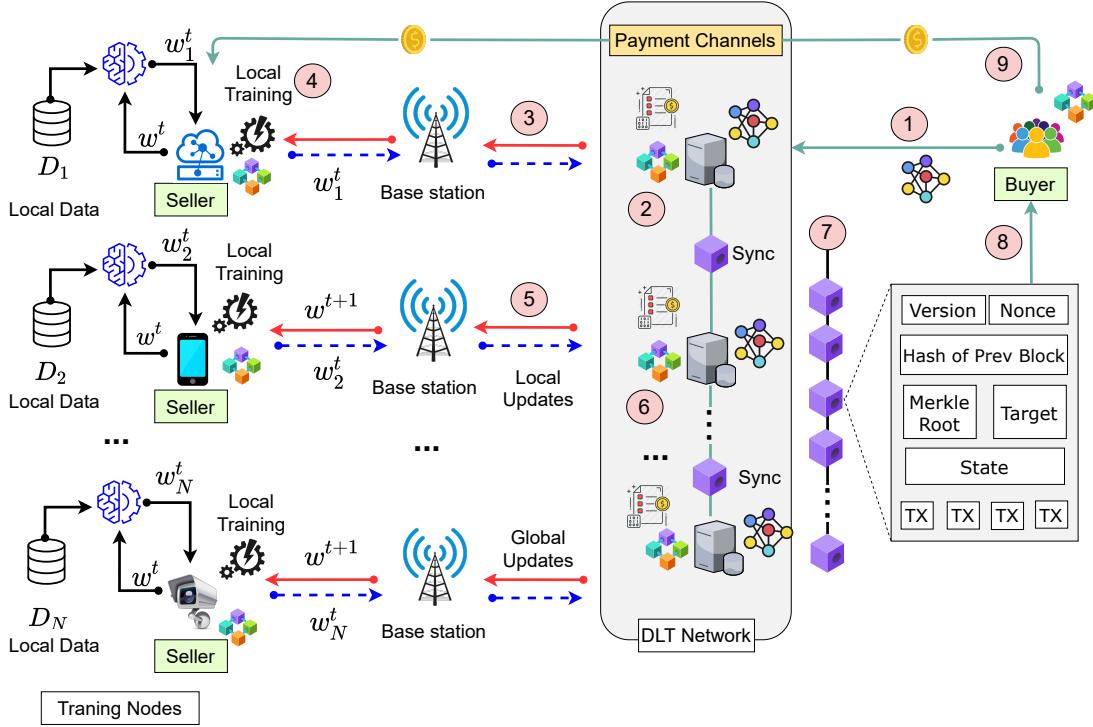 Payment Channels
w_1^t
Local
Training
4
3
9
1
D_1
w^t
w_1^t
Base station
Local Data
Seller
Buyer
2
8
7
Sync
w_2^t
Local
Training
w^{t+1}
5
Version
Nonce
Hash of Prev Block
D_2
w^t
w_2^t
Base station
Local
Updates
Local Data
Seller
6
Merkle
Root
Target
...
...
...
State
Sync
w_N^t
Local
Training
w^{t+1}
Global
Updates
TX
TX
TX
TX
D_N
w^t
w_N^t
Base station
Local Data
Seller
DLT Network
Traning Nodes